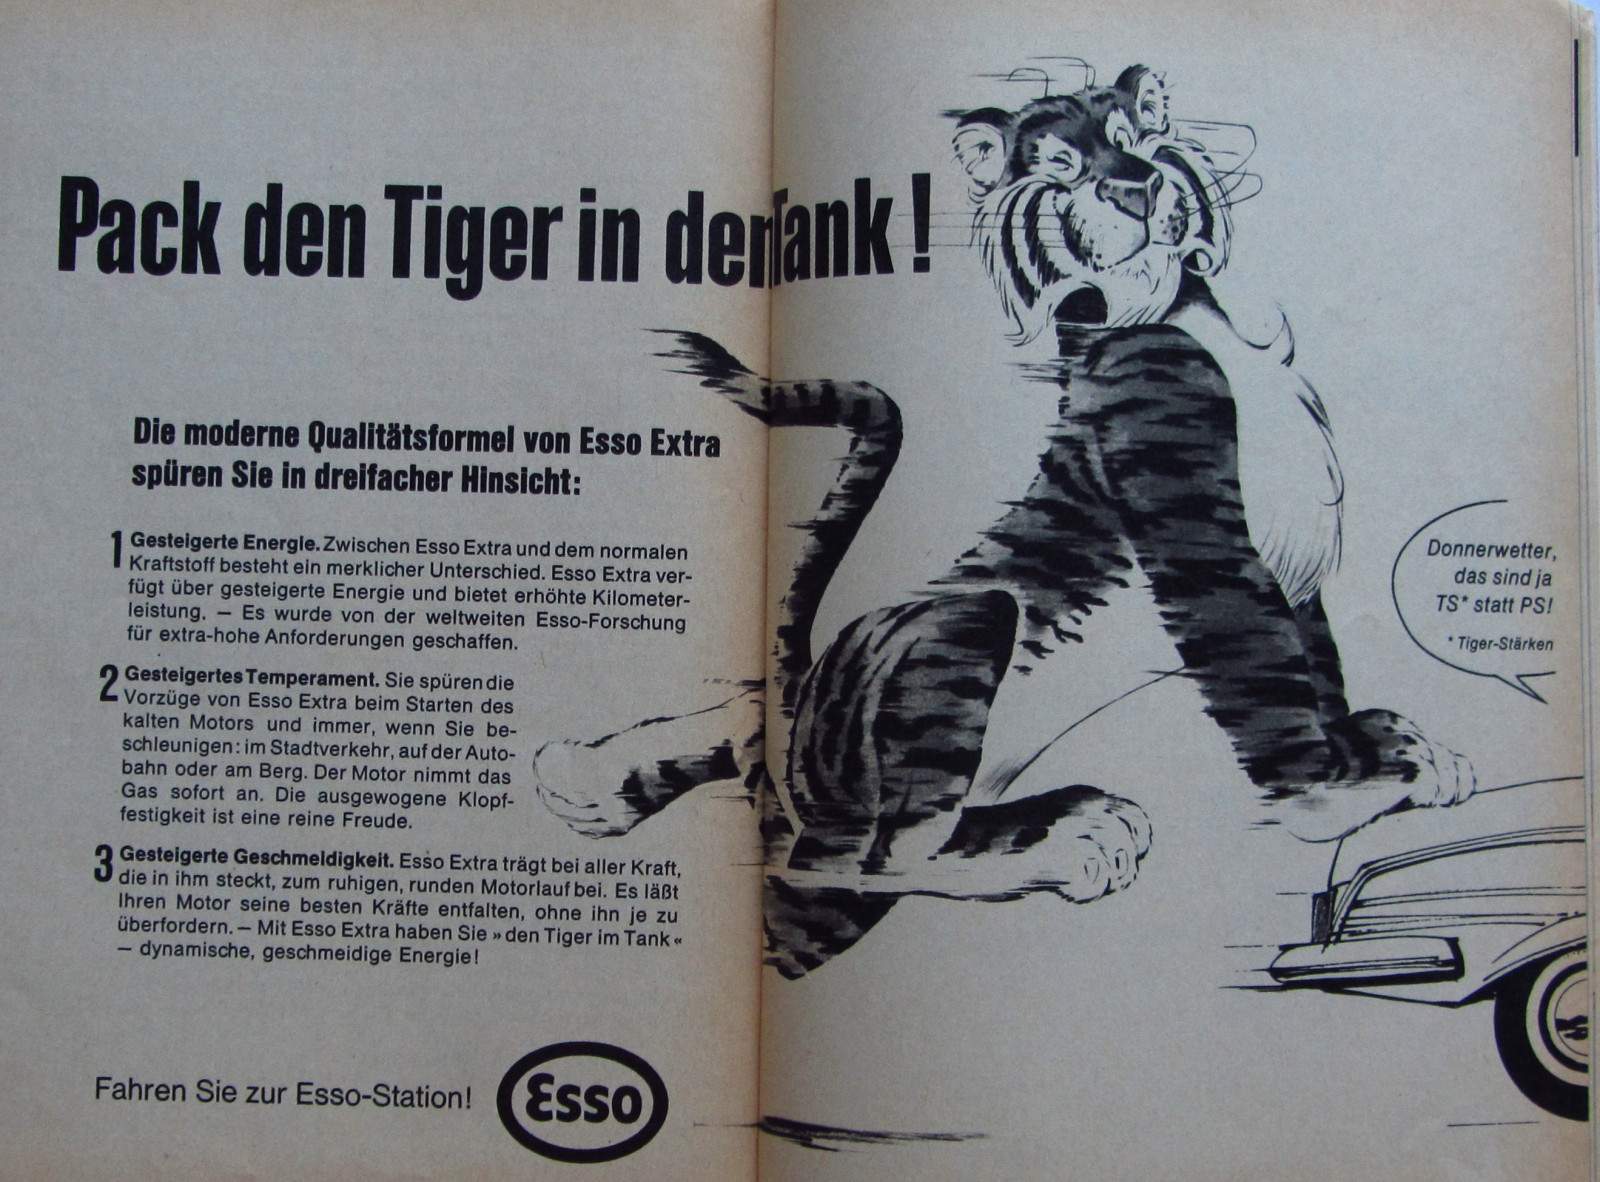 Pack den Tiger in den Tank!
Die moderne Qualitätsformel von Esso Extra
spüren Sie in dreifacher Hinsicht:
1 Gesteigerte Energie. Zwischen Esso Extra und dem normalen
Kraftstoff besteht ein merklicher Unterschied. Esso Extra ver-
fügt über gesteigerte Energie und bietet erhöhte Kilometer-
leistung. — Es wurde von der weltweiten Esso-Forschung
für extra-hohe Anforderungen geschaffen.
2 Gesteigertes Temperament. Sie spüren die
Vorzüge von Esso Extra beim Starten des
kalten Motors und immer, wenn Sie be-
schleunigen: im Stadtverkehr, auf der Auto-
bahn oder am Berg. Der Motor nimmt das
Gas sofort an. Die ausgewogene Klopf-
festigkeit ist eine reine Freude.
3 Gesteigerte Geschmeidigkeit. Esso Extra trägt bei aller Kraft,
die in ihm steckt, zum ruhigen, runden Motorlauf bei. Es läßt
Ihren Motor seine besten Kräfte entfalten, ohne ihn je zu
überfordern. — Mit Esso Extra haben Sie »den Tiger im Tank«
— dynamische, geschmeidige Energie!
Fahren Sie zur Esso-Station!
Esso
Donnerwetter,
das sind ja
TS* statt PS!
* Tiger-Stärken